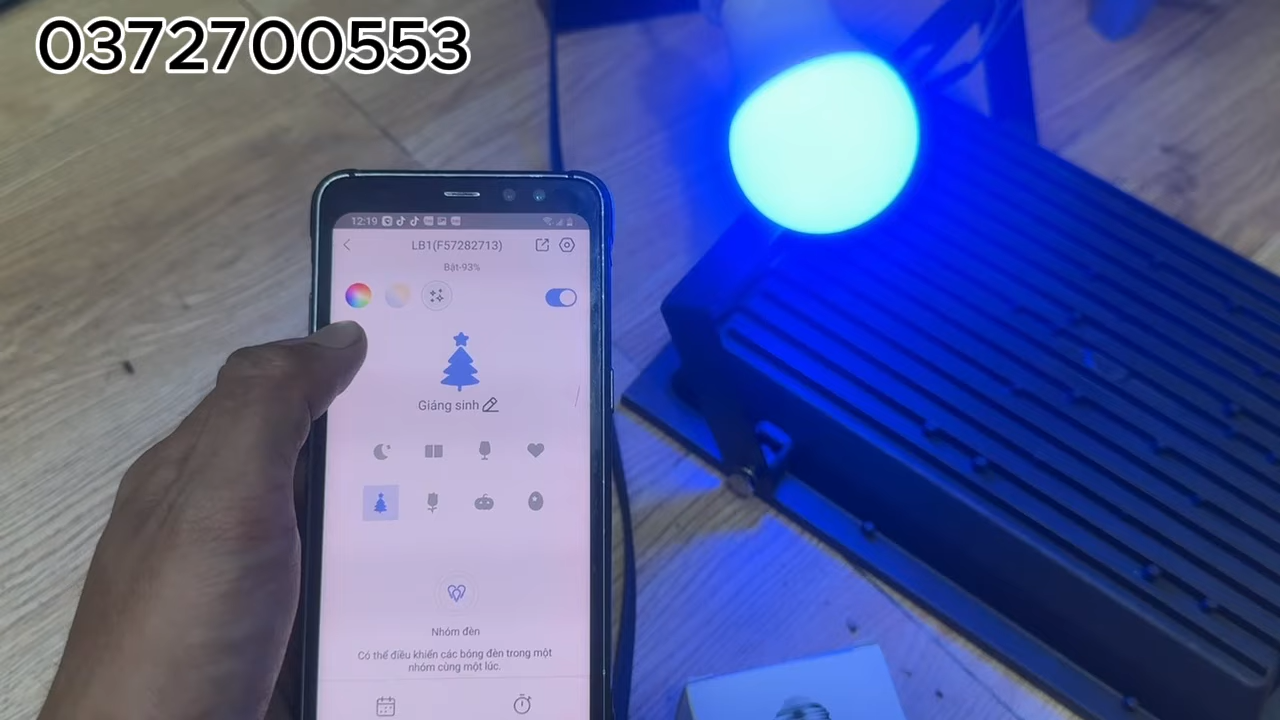 0372700553
12:19
LB1(F57282713)
Bật-93%
Giáng sinh
Nhóm đèn
Có thể điều khiển các bóng đèn trong một
nhóm cùng một lúc.